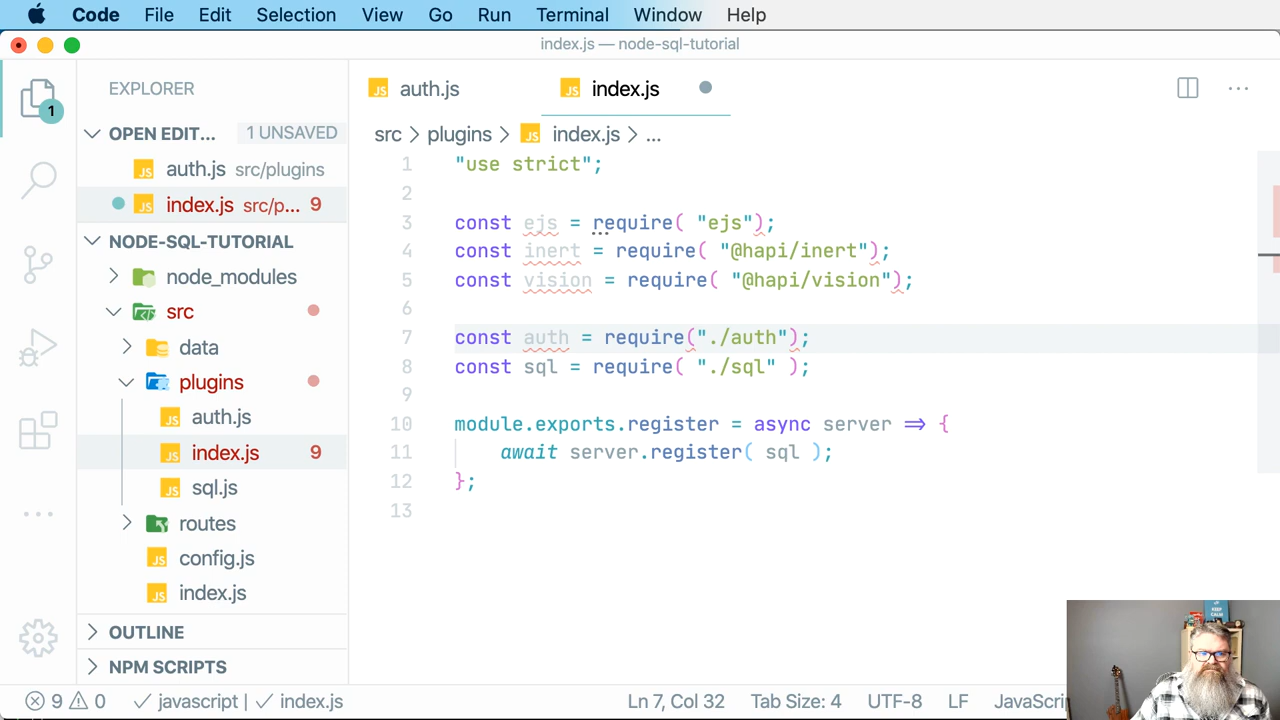 Code File Edit Selection View Go Run Terminal Window Help
index.js — node-sql-tutorial
EXPLORER
OPEN EDIT... 1 UNSAVED
JS auth.js src/plugins
JS index.js src/p... 9
NODE-SQL-TUTORIAL
node_modules
src
data
plugins
JS auth.js
JS index.js 9
JS sql.js
routes
JS config.js
JS index.js
OUTLINE
NPM SCRIPTS
1
JS auth.js JS index.js
src > plugins > JS index.js > ...
1 "use strict";
2
3 const ejs = require( "ejs");
4 const inert = require( "@hapi/inert");
5 const vision = require( "@hapi/vision");
6
7 const auth = require("./auth");
8 const sql = require( "./sql" );
9
10 module.exports.register = async server => {
11 await server.register( sql );
12 };
13
KEEP
CALM
9 0 javascript | index.js Ln 7, Col 32 Tab Size: 4 UTF-8 LF JavaScri